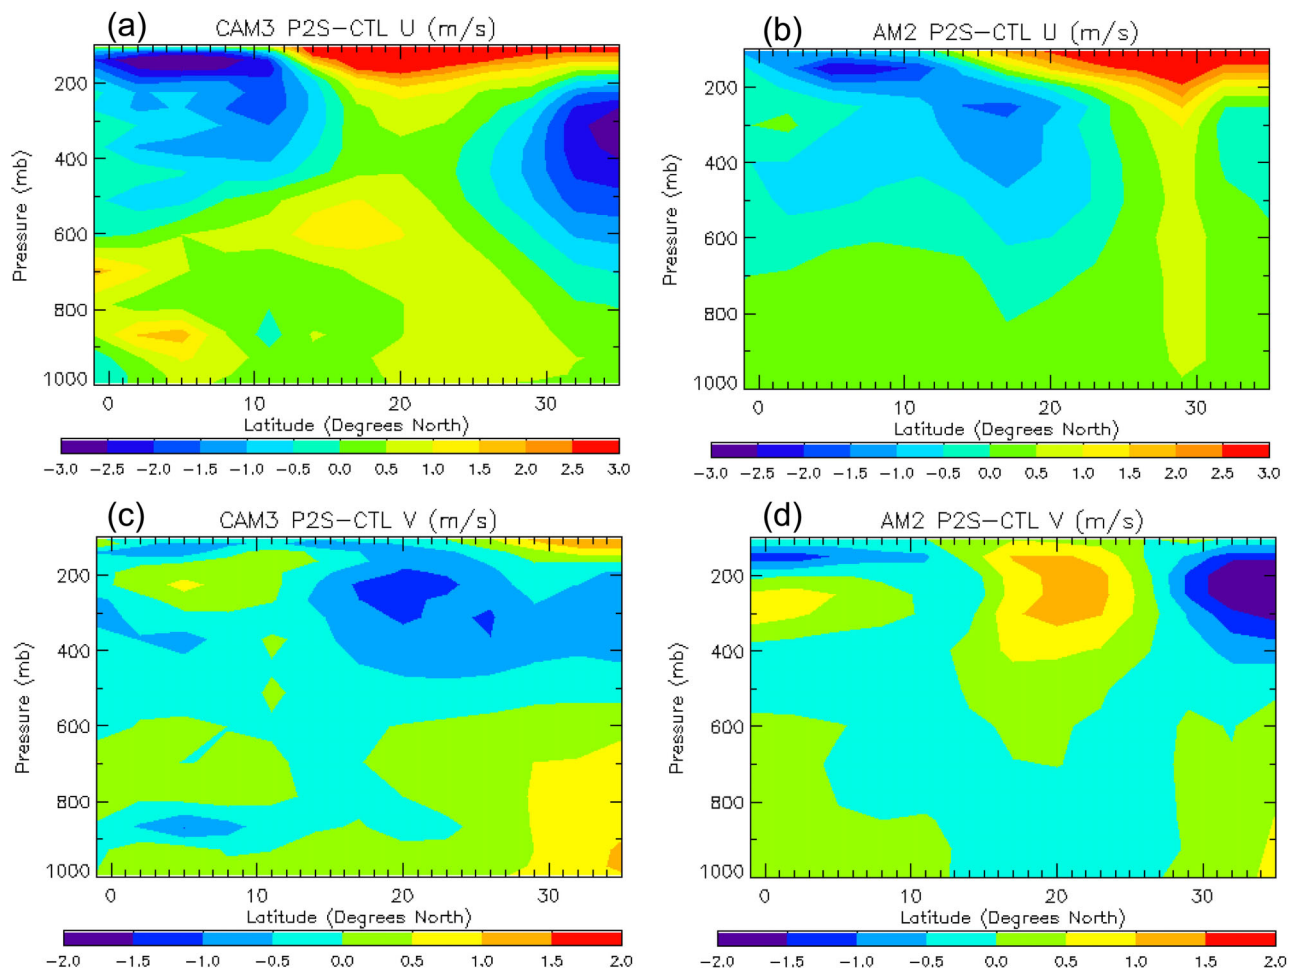 (a) CAM3 P2S-CTL U (m/s)
200
400
600
800
1000
Pressure (mb)
0 10 20 30
Latitude (Degrees North)
-3.0 -2.5 -2.0 -1.5 -1.0 -0.5 0.0 0.5 1.0 1.5 2.0 2.5 3.0
(b) AM2 P2S-CTL U (m/s)
200
400
600
800
1000
Pressure (mb)
0 10 20 30
Latitude (Degrees North)
-3.0 -2.5 -2.0 -1.5 -1.0 -0.5 0.0 0.5 1.0 1.5 2.0 2.5 3.0
(c) CAM3 P2S-CTL V (m/s)
200
400
600
800
1000
Pressure (mb)
0 10 20 30
Latitude (Degrees North)
-2.0 -1.5 -1.0 -0.5 0.0 0.5 1.0 1.5 2.0
(d) AM2 P2S-CTL V (m/s)
200
400
600
800
1000
Pressure (mb)
0 10 20 30
Latitude (Degrees North)
-2.0 -1.5 -1.0 -0.5 0.0 0.5 1.0 1.5 2.0